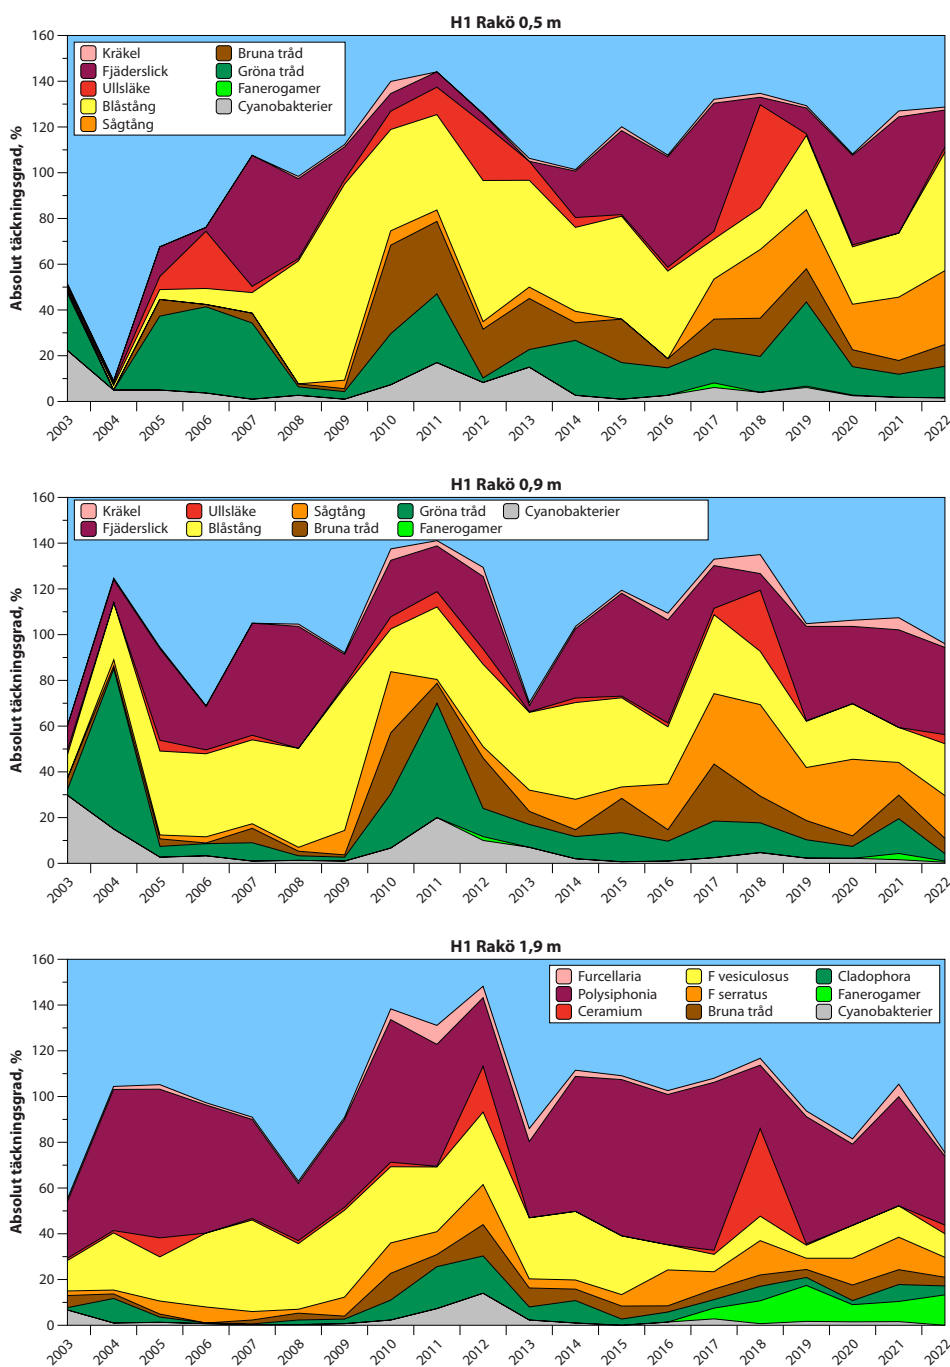 H1 Rakö 0,5 m
Absolut täckningsgrad, %
160
140
120
100
80
60
40
20
0
Kräkel
Fjäderslick
Ullsläke
Blåstång
Sågtång
Bruna tråd
Gröna tråd
Fanerogamer
Cyanobakterier
2003 2004 2005 2006 2007 2008 2009 2010 2011 2012 2013 2014 2015 2016 2017 2018 2019 2020 2021 2022
H1 Rakö 0,9 m
Absolut täckningsgrad, %
160
140
120
100
80
60
40
20
0
Kräkel Ullsläke Sågtång Gröna tråd Cyanobakterier
Fjäderslick Blåstång Bruna tråd Fanerogamer
2003 2004 2005 2006 2007 2008 2009 2010 2011 2012 2013 2014 2015 2016 2017 2018 2019 2020 2021 2022
H1 Rakö 1,9 m
Absolut täckningsgrad, %
160
140
120
100
80
60
40
20
0
Furcellaria F vesiculosus Cladophora
Polysiphonia F serratus Fanerogamer
Ceramium Bruna tråd Cyanobakterier
2003 2004 2005 2006 2007 2008 2009 2010 2011 2012 2013 2014 2015 2016 2017 2018 2019 2020 2021 2022